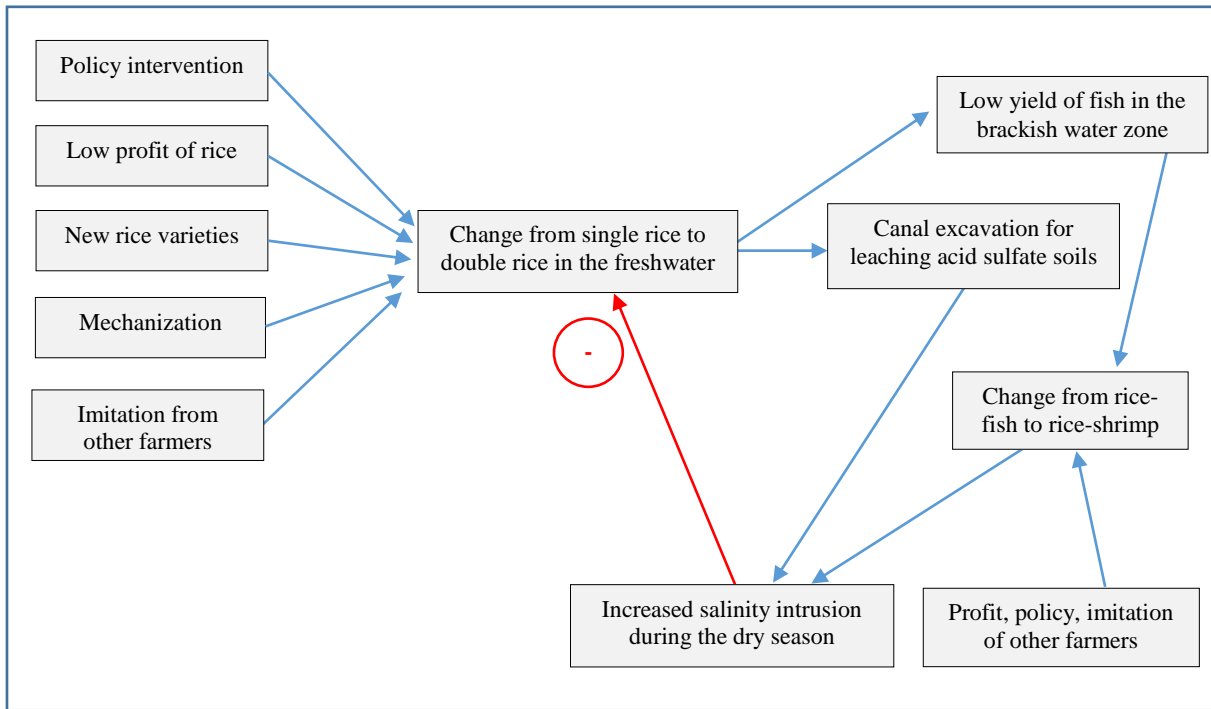 Policy intervention
Low profit of rice
New rice varieties
Mechanization
Imitation from
other farmers
Change from single rice to
double rice in the freshwater
-
Low yield of fish in the
brackish water zone
Canal excavation for
leaching acid sulfate soils
Change from rice-
fish to rice-shrimp
Increased salinity intrusion
during the dry season
Profit, policy, imitation
of other farmers